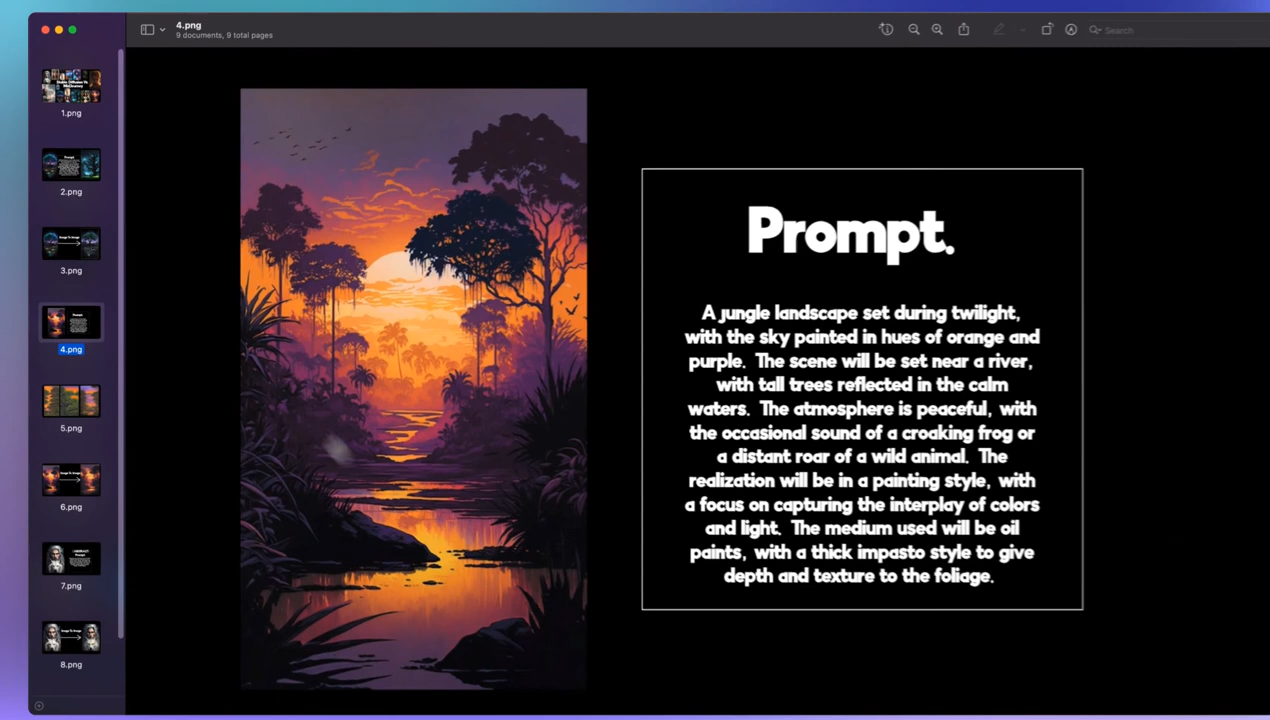 4.png
9 documents, 9 total pages
Search
1.png
2.png
3.png
4.png
5.png
6.png
7.png
8.png
Prompt.
A jungle landscape set during twilight,
with the sky painted in hues of orange and
purple. The scene will be set near a river,
with tall trees reflected in the calm
waters. The atmosphere is peaceful, with
the occasional sound of a croaking frog or
a distant roar of a wild animal. The
realization will be in a painting style, with
a focus on capturing the interplay of colors
and light. The medium used will be oil
paints, with a thick impasto style to give
depth and texture to the foliage.